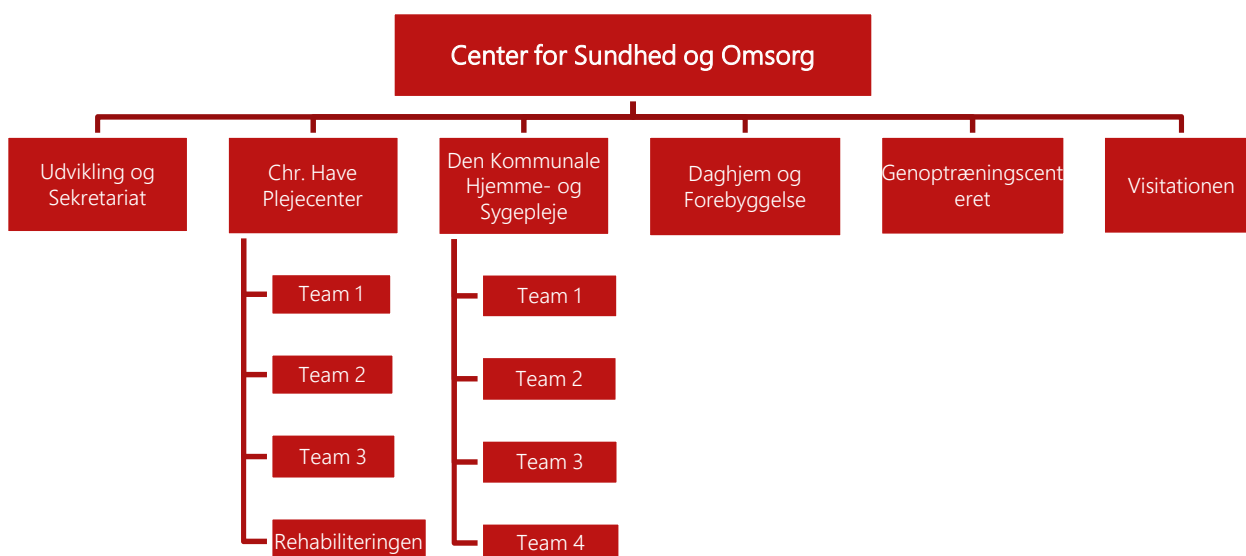 Center for Sundhed og Omsorg
Udvikling og
Sekretariat
Chr. Have
Plejecenter
Den Kommunale
Hjemme- og
Sygepleje
Daghjem og
Forebyggelse
Genoptræningscent
eret
Visitationen
Team 1
Team 2
Team 3
Rehabiliteringen
Team 1
Team 2
Team 3
Team 4